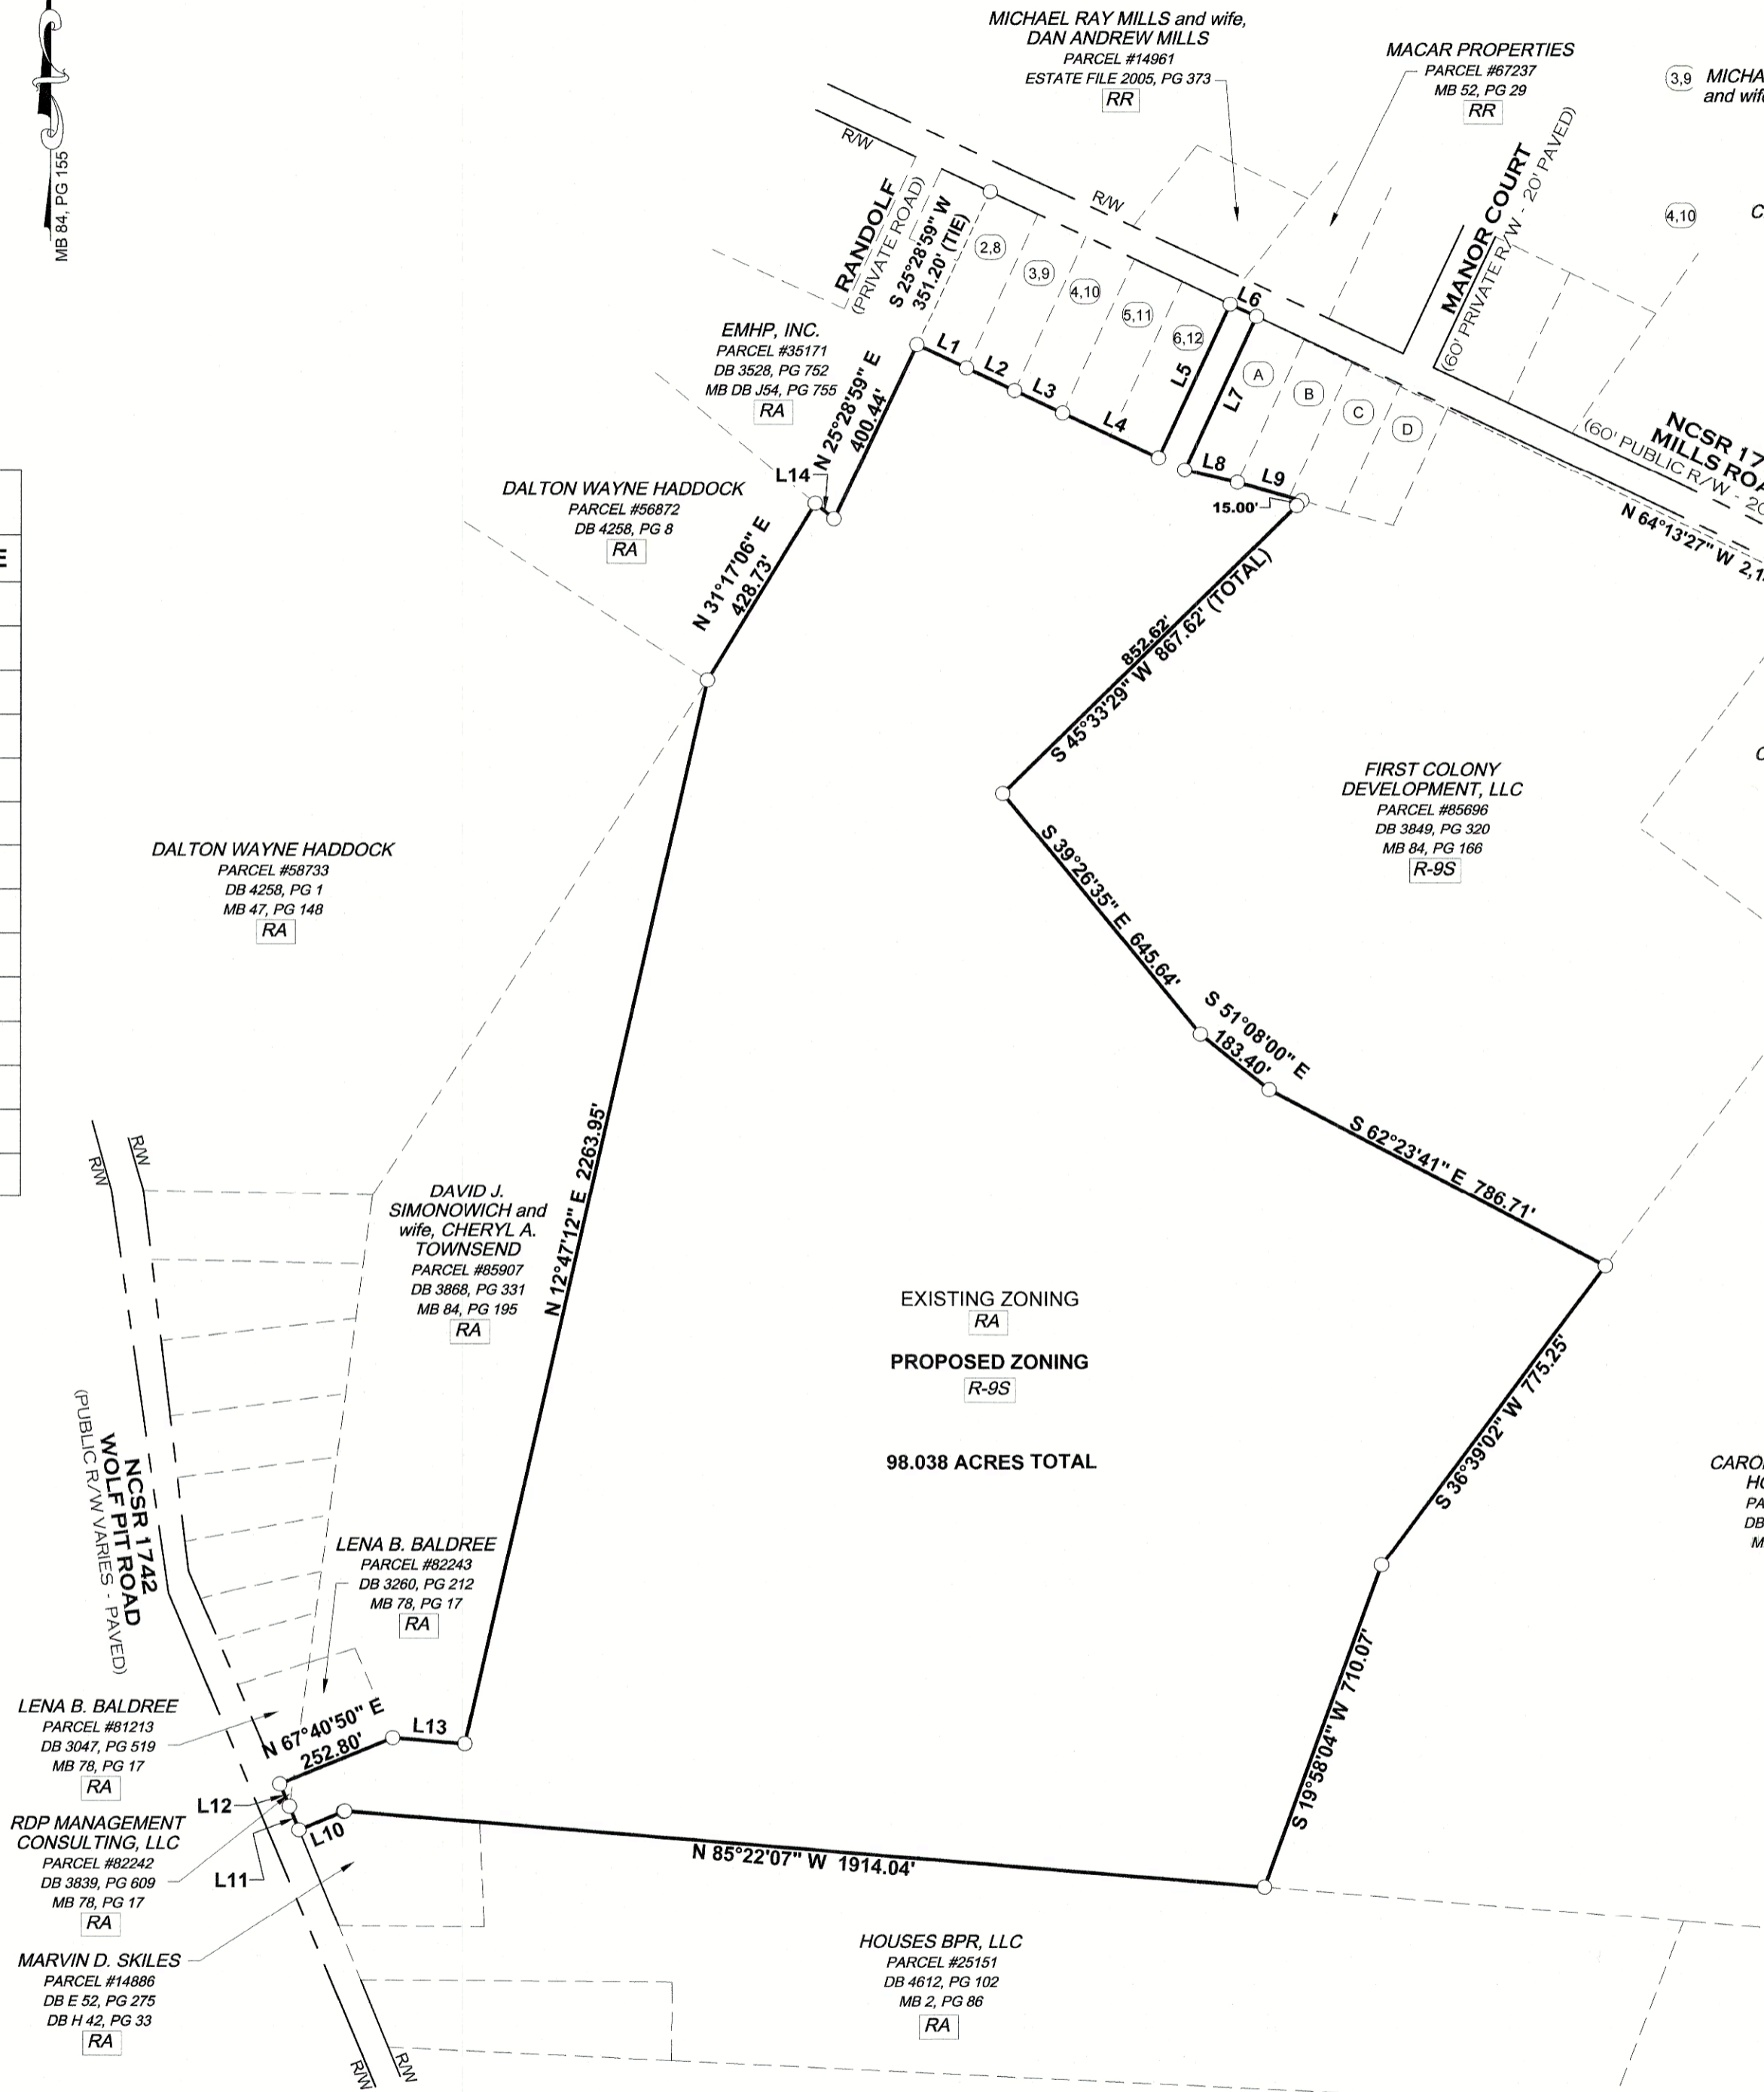 MB 84, PG 155
MICHAEL RAY MILLS and wife,
DAN ANDREW MILLS
PARCEL #14961
ESTATE FILE 2005, PG 373
RR
MACAR PROPERTIES
PARCEL #67237
MB 52, PG 29
RR
3,9 MICHA
and wife
4,10 C
R/W
R/W
RANDOLF
(PRIVATE ROAD)
S 25°28'59" W
351.20' (TIE)
MANOR COURT
(60' PRIVATE R/W - 20' PAVED)
2,8
3,9
4,10
5,11
6,12
A
B
C
D
L1
L2
L3
L4
L5
L6
L7
L8
L9
15.00'
NCSR 17
MILLS ROA
(60' PUBLIC R/W - 20
N 64°13'27" W 2,1
EMHP, INC.
PARCEL #35171
DB 3528, PG 752
MB DB J54, PG 755
RA
N 25°28'59" E
400.44'
L14
DALTON WAYNE HADDOCK
PARCEL #56872
DB 4258, PG 8
RA
N 31°17'06" E
428.73'
852.62'
S 45°33'29" W 867.62' (TOTAL)
FIRST COLONY
DEVELOPMENT, LLC
PARCEL #85696
DB 3849, PG 320
MB 84, PG 166
R-9S
DALTON WAYNE HADDOCK
PARCEL #58733
DB 4258, PG 1
MB 47, PG 148
RA
S 39°26'35" E 645.64'
S 51°08'00" E
183.40'
S 62°23'41" E 786.71'
R/W
R/W
DAVID J.
SIMONOWICH and
wife, CHERYL A.
TOWNSEND
PARCEL #85907
DB 3868, PG 331
MB 84, PG 195
RA
N 12°47'12" E 2263.95'
EXISTING ZONING
RA
PROPOSED ZONING
R-9S
98.038 ACRES TOTAL
S 36°39'02" W 775.25'
CARO
HO
PA
DB
M
NCSR 1742
WOLF PIT ROAD
(PUBLIC R/W VARIES - PAVED)
LENA B. BALDREE
PARCEL #82243
DB 3260, PG 212
MB 78, PG 17
RA
S 19°58'04" W 710.07'
LENA B. BALDREE
PARCEL #81213
DB 3047, PG 519
MB 78, PG 17
RA
N 67°40'50" E
252.80'
L13
L12
L10
L11
RDP MANAGEMENT
CONSULTING, LLC
PARCEL #82242
DB 3839, PG 609
MB 78, PG 17
RA
N 85°22'07" W 1914.04'
MARVIN D. SKILES
PARCEL #14886
DB E 52, PG 275
DB H 42, PG 33
RA
HOUSES BPR, LLC
PARCEL #25151
DB 4612, PG 102
MB 2, PG 86
RA
R/W
R/W